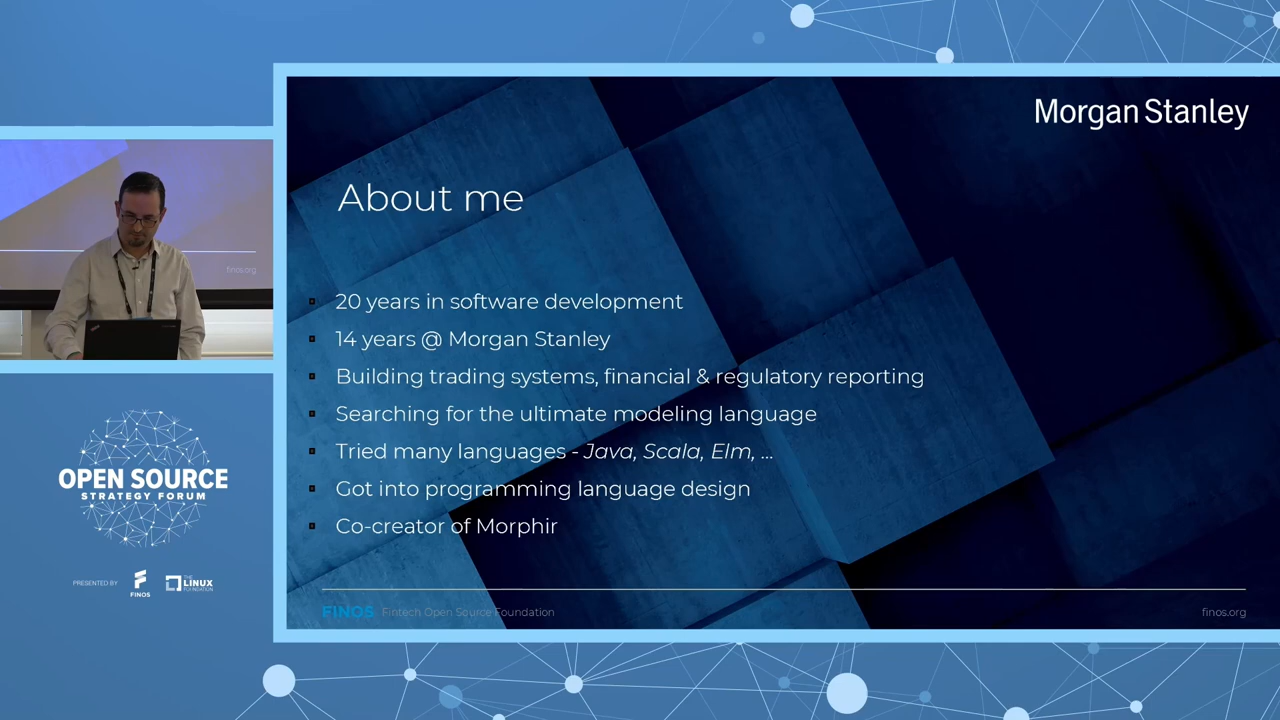 Morgan Stanley
About me
20 years in software development
14 years @ Morgan Stanley
Building trading systems, financial & regulatory reporting
Searching for the ultimate modeling language
Tried many languages - Java, Scala, Elm, ...
Got into programming language design
Co-creator of Morphir
FINOS Fintech Open Source Foundation
finos.org
finos.org
OPEN SOURCE
STRATEGY FORUM
PRESENTED BY
FINOS
THE
LINUX
FOUNDATION